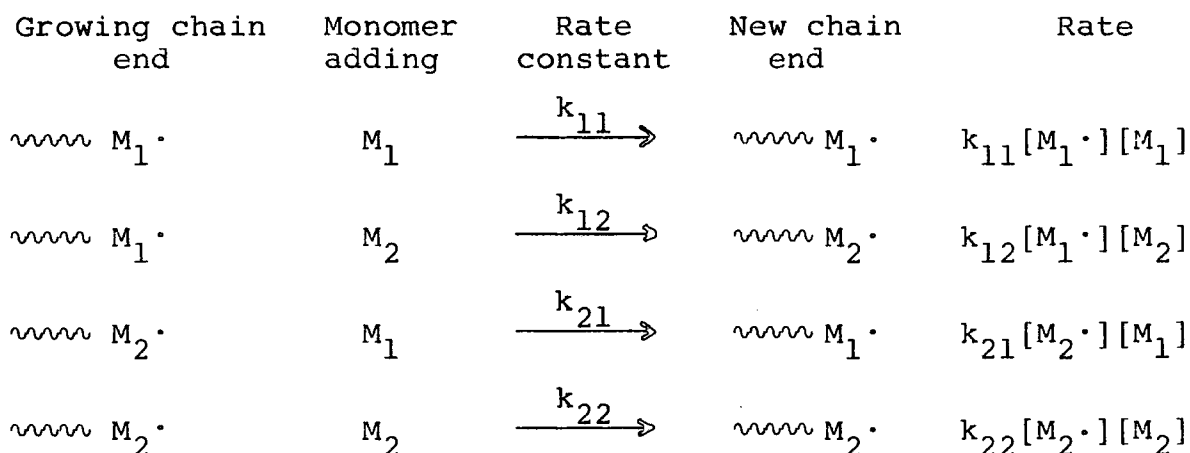 Growing chain end Monomer adding Rate constant New chain end Rate
M₁· M₁ k₁₁ M₁· k₁₁[M₁·][M₁]
M₁· M₂ k₁₂ M₂· k₁₂[M₁·][M₂]
M₂· M₁ k₂₁ M₁· k₂₁[M₂·][M₁]
M₂· M₂ k₂₂ M₂· k₂₂[M₂·][M₂]